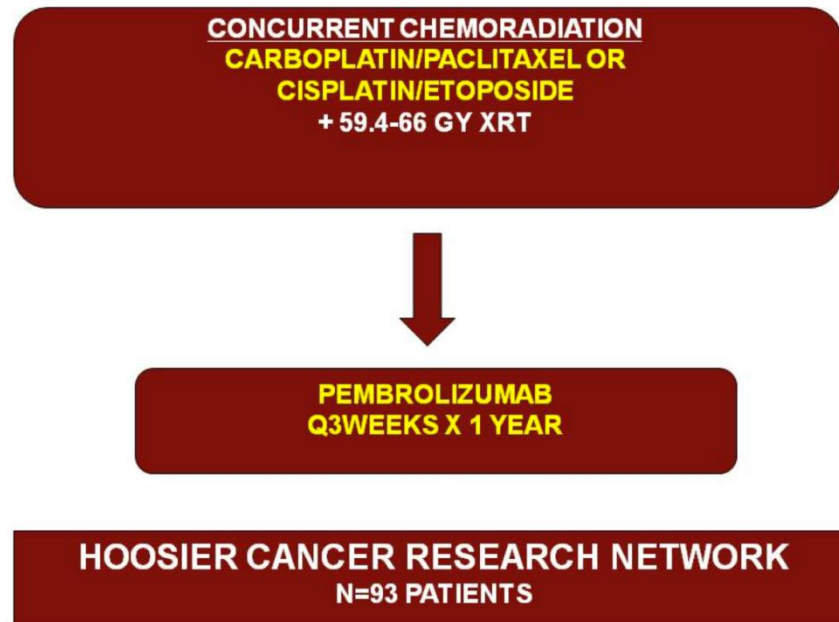 CONCURRENT CHEMORADIATION
CARBOPLATIN/PACLITAXEL OR
CISPLATIN/ETOPOSIDE
+ 59.4-66 GY XRT
PEMBROLIZUMAB
Q3WEEKS X 1 YEAR
HOOSIER CANCER RESEARCH NETWORK
N=93 PATIENTS